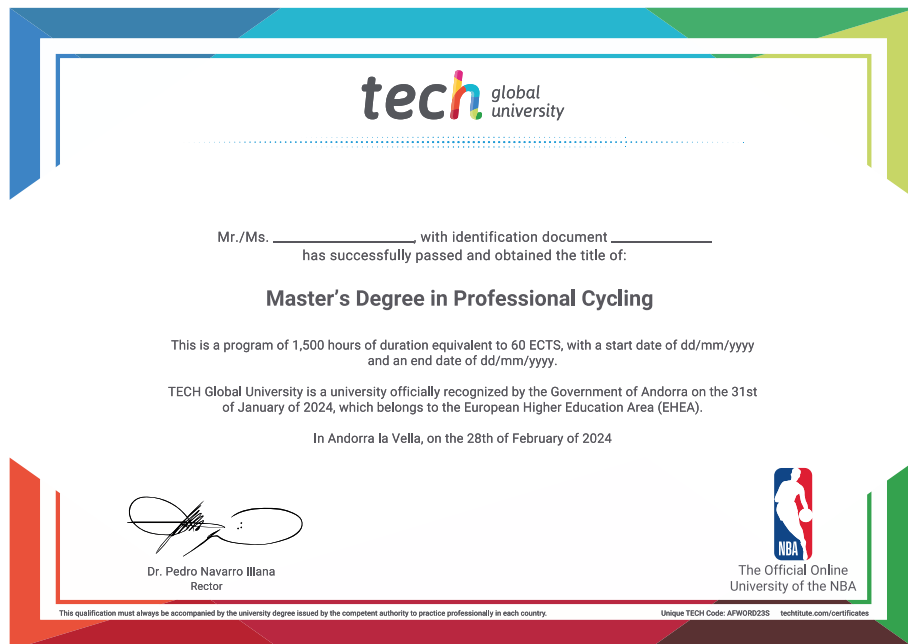 tech global university
Mr./Ms. ____________, with identification document ____________
has successfully passed and obtained the title of:
Master's Degree in Professional Cycling
This is a program of 1,500 hours of duration equivalent to 60 ECTS, with a start date of dd/mm/yyyy
and an end date of dd/mm/yyyy.
TECH Global University is a university officially recognized by the Government of Andorra on the 31st
of January of 2024, which belongs to the European Higher Education Area (EHEA).
In Andorra la Vella, on the 28th of February of 2024
Dr. Pedro Navarro Illana
Rector
NBA
The Official Online
University of the NBA
This qualification must always be accompanied by the university degree issued by the competent authority to practice professionally in each country.
Unique TECH Code: AFWORD23S techtitute.com/certificates